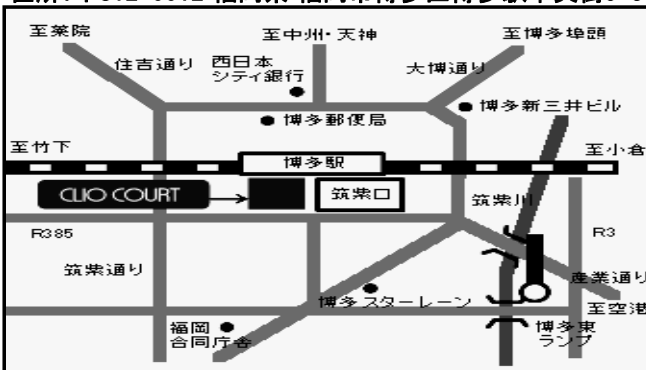 至薬院
至中州・天神
至博多埠頭
住吉通り
西日本
シティ銀行
大博通り
博多新三井ビル
博多郵便局
至竹下
博多駅
至小倉
CLIO COURT
筑紫口
筑紫川
R385
R3
筑紫通り
産業通り
博多スターレーン
至空港
福岡
合同庁舎
博多東
ランプ